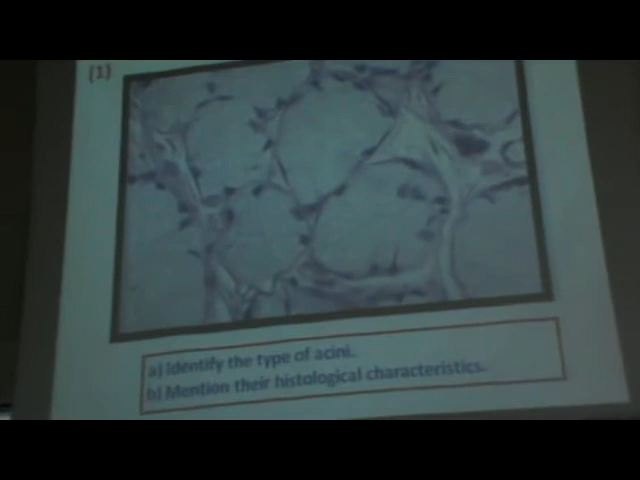 (1)
a) Identify the type of acini.
b) Mention their histological characteristics.